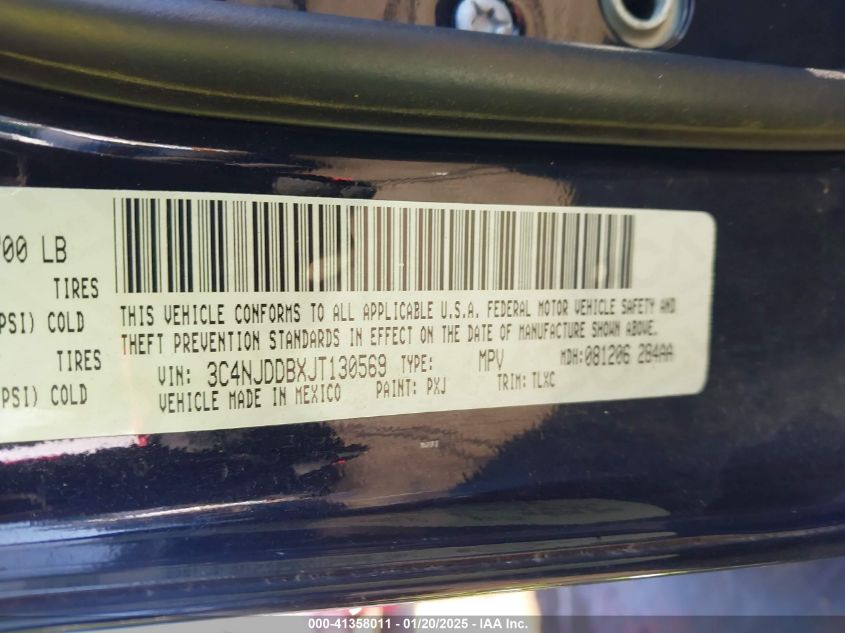 700 LB
TIRES
PSI) COLD
TIRES
PSI) COLD
THIS VEHICLE CONFORMS TO ALL APPLICABLE U.S.A. FEDERAL MOTOR VEHICLE SAFETY AND
THEFT PREVENTION STANDARDS IN EFFECT ON THE DATE OF MANUFACTURE SHOWN ABOVE.
VIN: 3C4NJDDBXJT130569 TYPE: MPV MDH:081206 284AA
VEHICLE MADE IN MEXICO PAINT: PXJ TRIM: TLXC
000-41358011 - 01/20/2025 - IAA Inc.